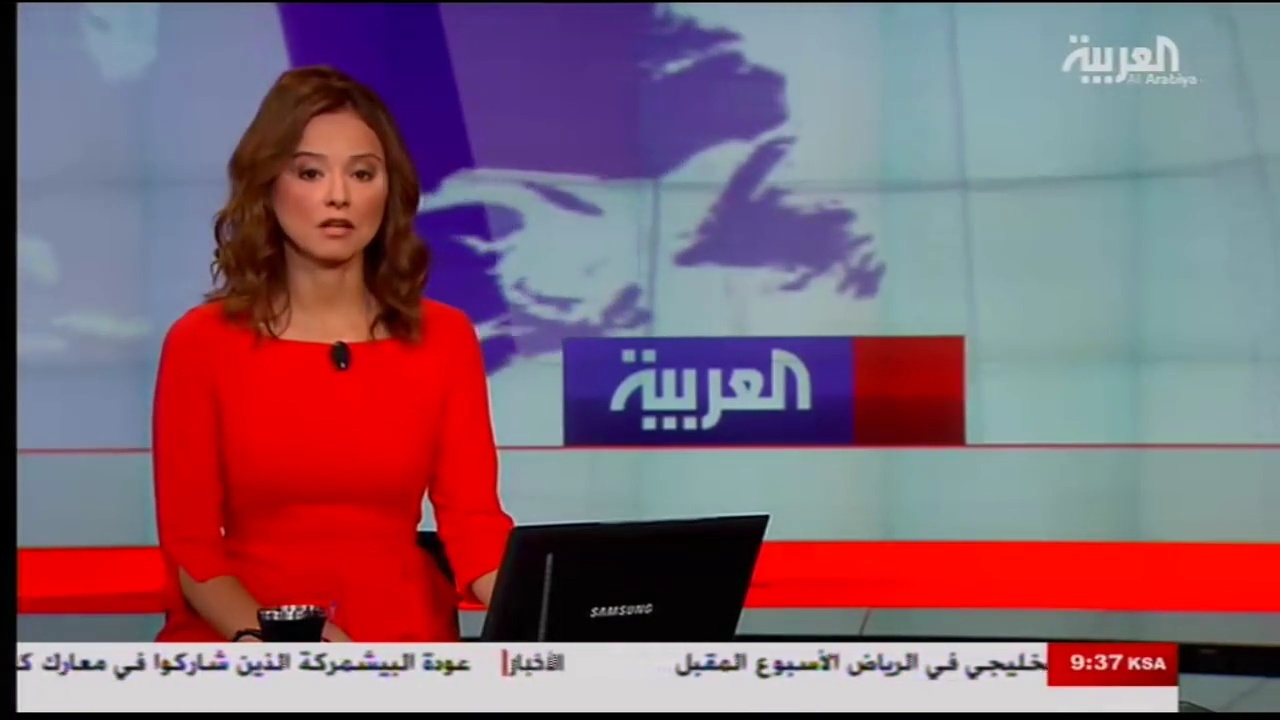 العربية
Al Arabiya
العربية
SAMSUNG
9:37 KSA
خليجي في الرياض الأسبوع المقبل
الأخبار
عودة البيشمركة الذين شاركوا في معارك